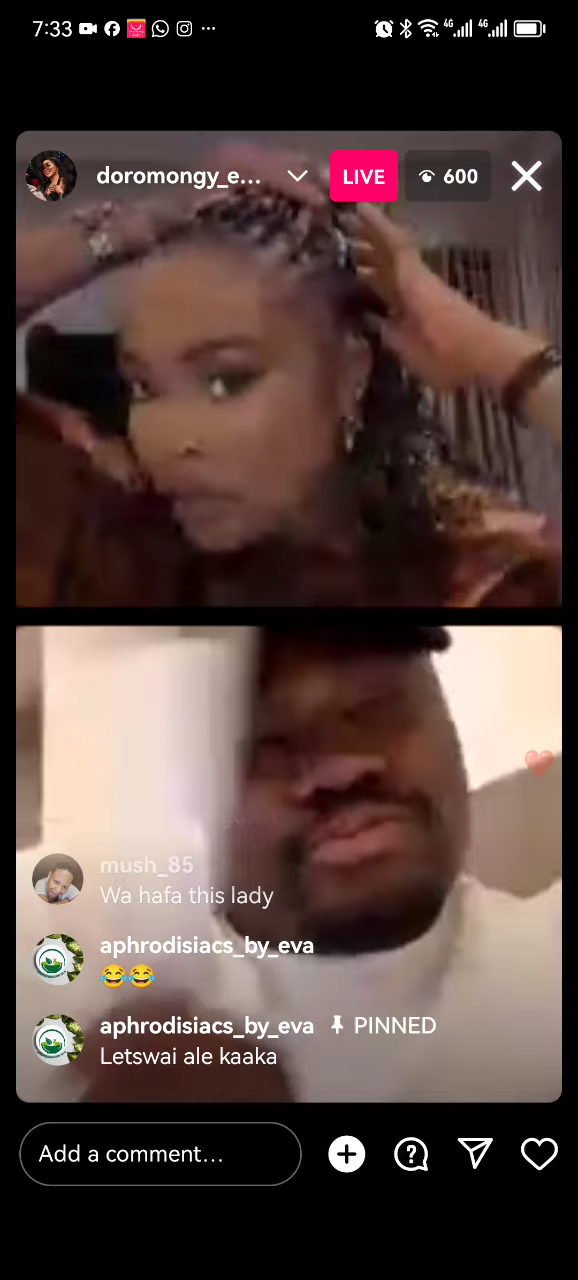 7:33
4G 4G
doromongy_e...
LIVE
600
mush_85
Wa hafa this lady
aphrodisiacs_by_eva
😂😂
aphrodisiacs_by_eva PINNED
Letswai ale kaaka
Add a comment...